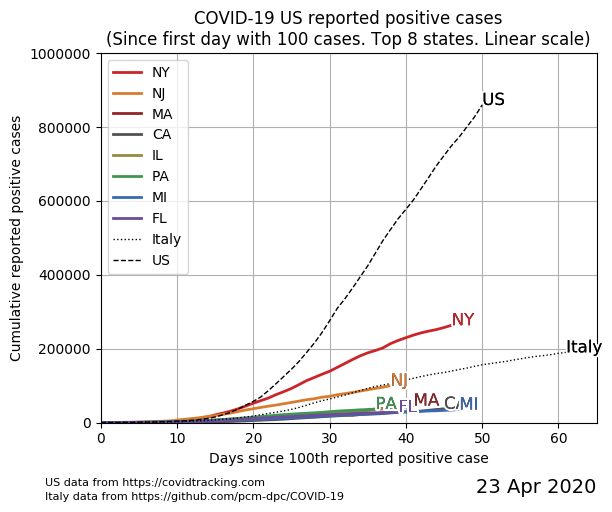 COVID-19 US reported positive cases
(Since first day with 100 cases. Top 8 states. Linear scale)
1000000
800000
600000
400000
200000
0
Cumulative reported positive cases
NY
NJ
MA
CA
IL
PA
MI
FL
Italy
US
US
NY
Italy
NJ
MA
PA
FL
CA
MI
0 10 20 30 40 50 60
Days since 100th reported positive case
US data from https://covidtracking.com
Italy data from https://github.com/pcm-dpc/COVID-19
23 Apr 2020